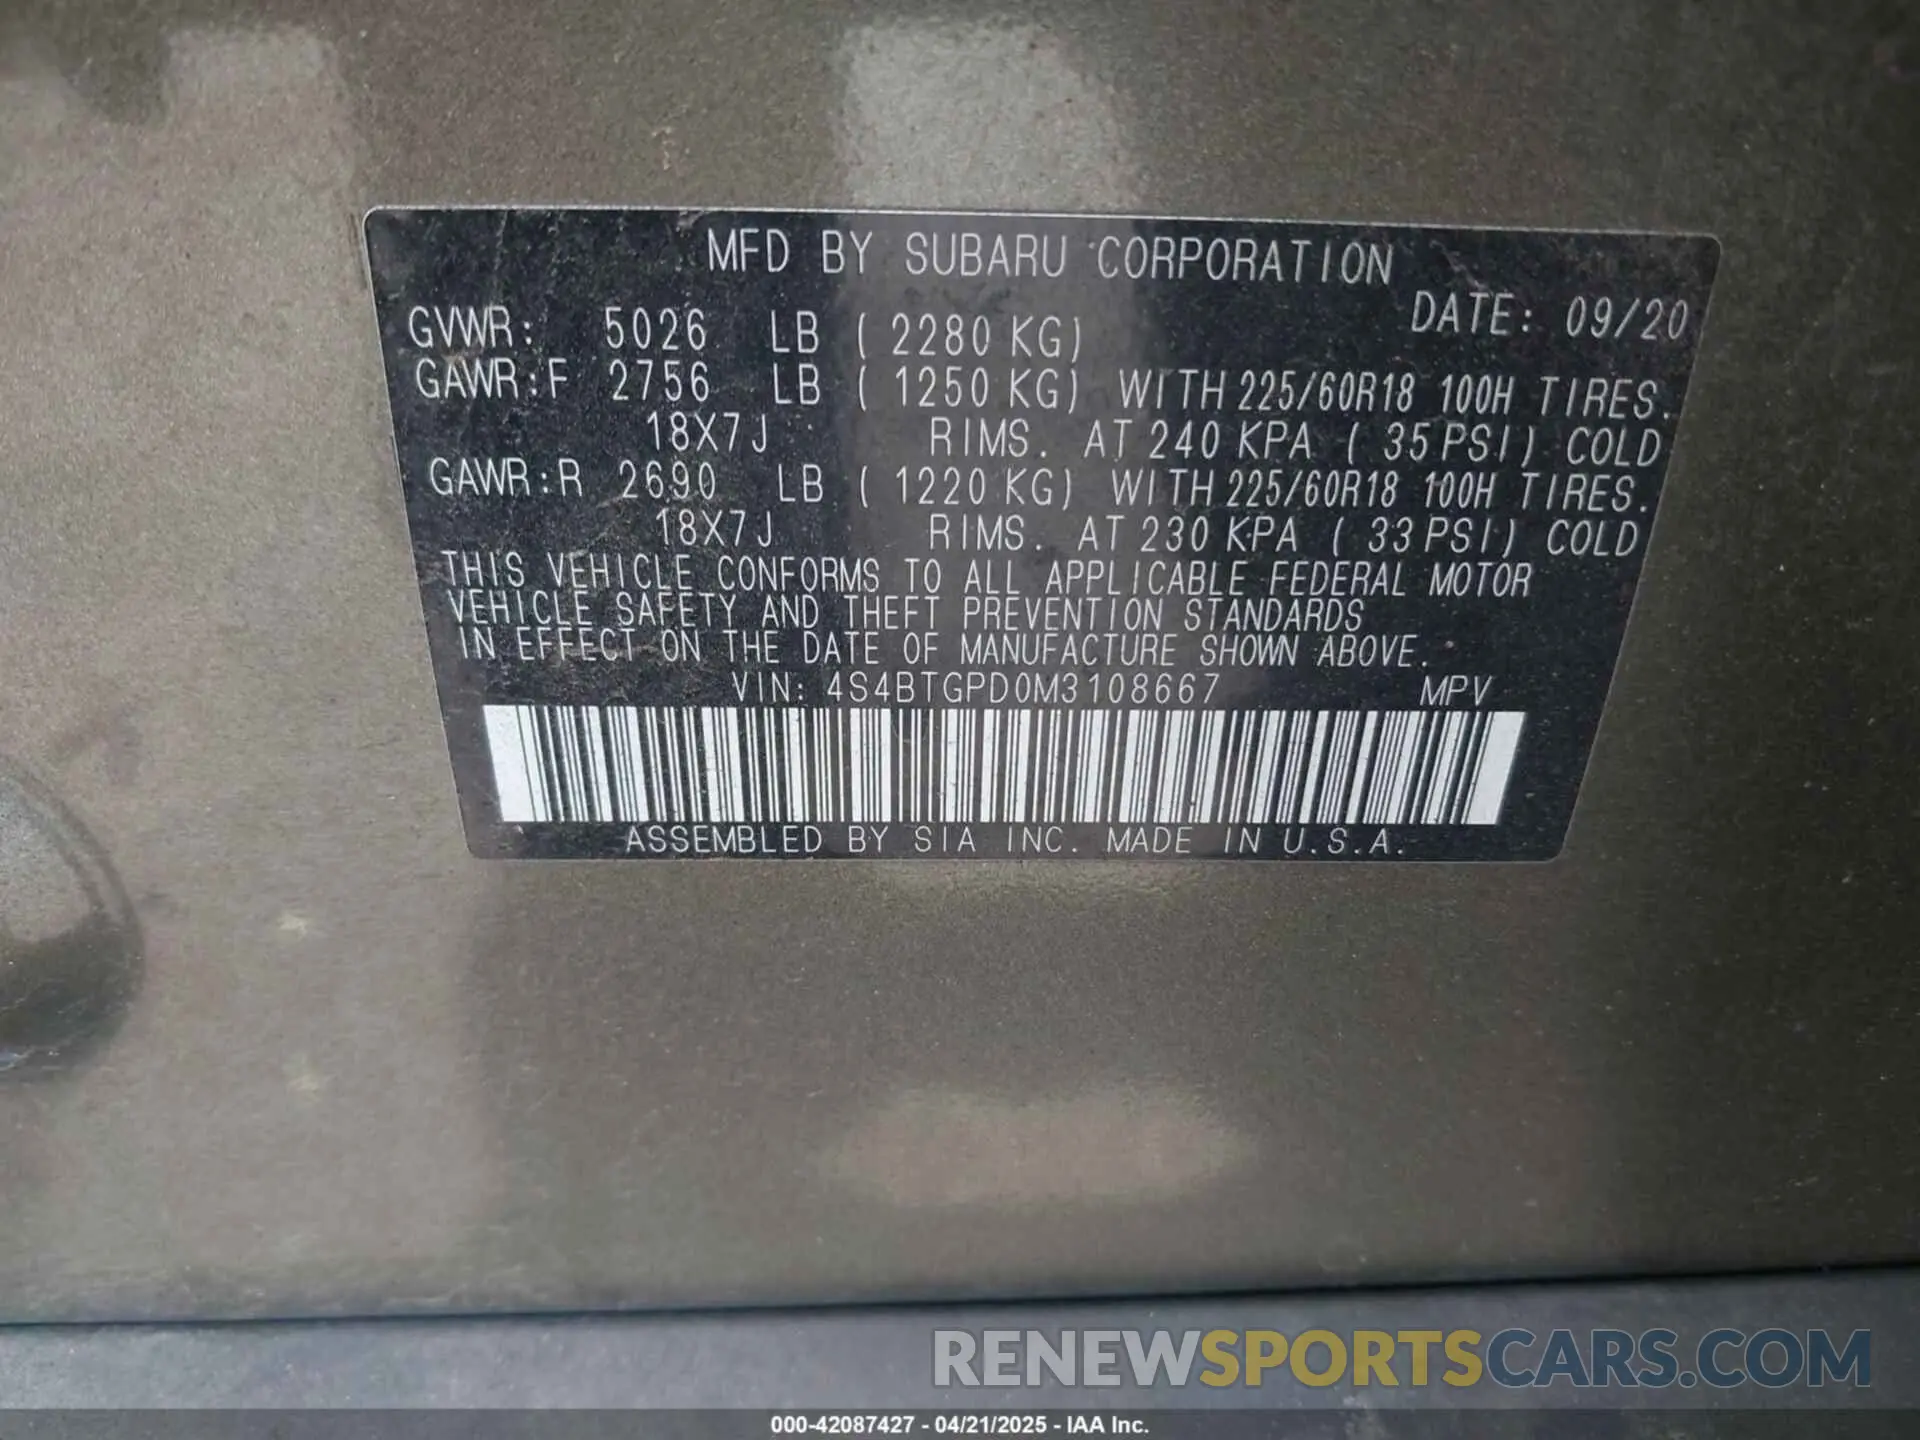 MFD BY SUBARU CORPORATION
DATE: 09/20
GVWR: 5026 LB ( 2280 KG)
GAWR:F 2756 LB ( 1250 KG) WITH 225/60R18 100H TIRES.
18X7J RIMS. AT 240 KPA ( 35 PSI) COLD
GAWR:R 2690 LB ( 1220 KG) WITH 225/60R18 100H TIRES.
18X7J RIMS. AT 230 KPA ( 33 PSI) COLD
THIS VEHICLE CONFORMS TO ALL APPLICABLE FEDERAL MOTOR
VEHICLE SAFETY AND THEFT PREVENTION STANDARDS
IN EFFECT ON THE DATE OF MANUFACTURE SHOWN ABOVE.
VIN: 4S4BTGPD0M3108667 MPV
ASSEMBLED BY SIA INC. MADE IN U.S.A.
RENEWSPORTSCARS.COM
000-42087427 - 04/21/2025 - IAA Inc.